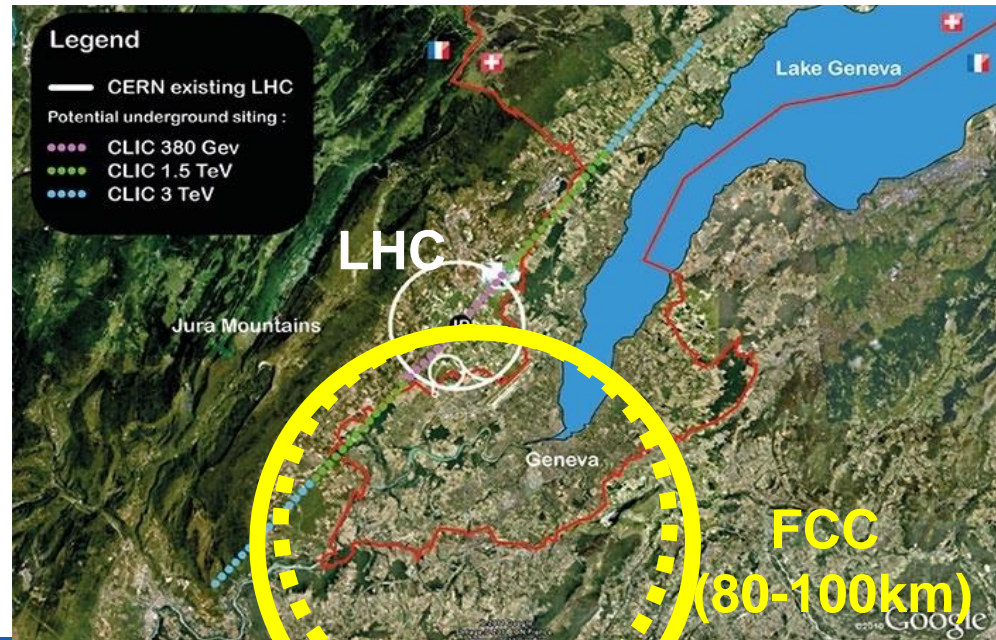 Legend
CERN existing LHC
Potential underground siting :
CLIC 380 Gev
CLIC 1.5 TeV
CLIC 3 TeV
Lake Geneva
LHC
Jura Mountains
Geneva
FCC
(80-100km)
©2010 Google